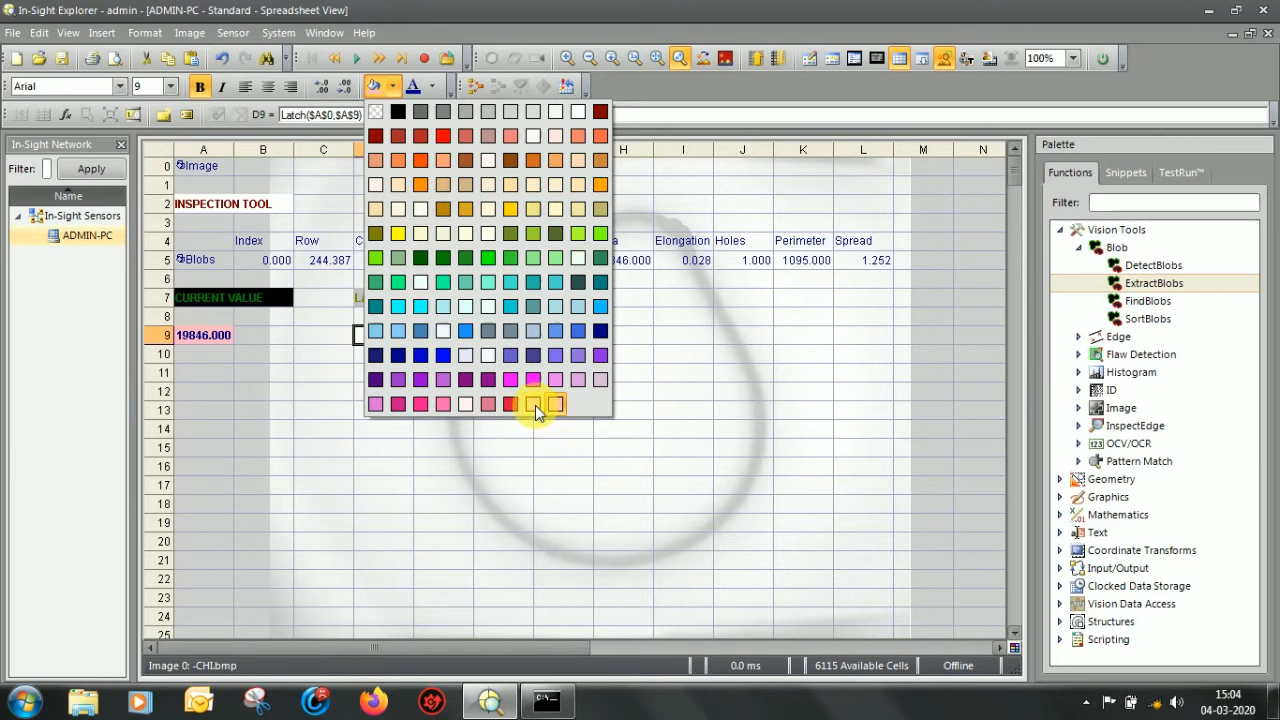 In-Sight Explorer - admin - [ADMIN-PC - Standard - Spreadsheet View]
File Edit View Insert Format Image Sensor System Window Help
100%
Arial 9 B I A
fx D9 = Latch($A$0,$A$9)
In-Sight Network
Filter: Apply
Name
In-Sight Sensors
ADMIN-PC
A B C H I J K L M N
0 Image
1
2 INSPECTION TOOL
3
4 Index Row C a Elongation Holes Perimeter Spread
5 Blobs 0.000 244.387 46.000 0.028 1.000 1095.000 1.252
6
7 CURRENT VALUE
8
9 19846.000
10
11
12
13
14
15
16
17
18
19
20
21
22
23
24
25
Image 0: -CHI.bmp 0.0 ms 6115 Available Cells Offline
Palette
Functions Snippets TestRun™
Filter:
Vision Tools
Blob
DetectBlobs
ExtractBlobs
FindBlobs
SortBlobs
Edge
Flaw Detection
Histogram
ID
Image
InspectEdge
OCV/OCR
Pattern Match
Geometry
Graphics
Mathematics
Text
Coordinate Transforms
Input/Output
Clocked Data Storage
Vision Data Access
Structures
Scripting
15:04
04-03-2020